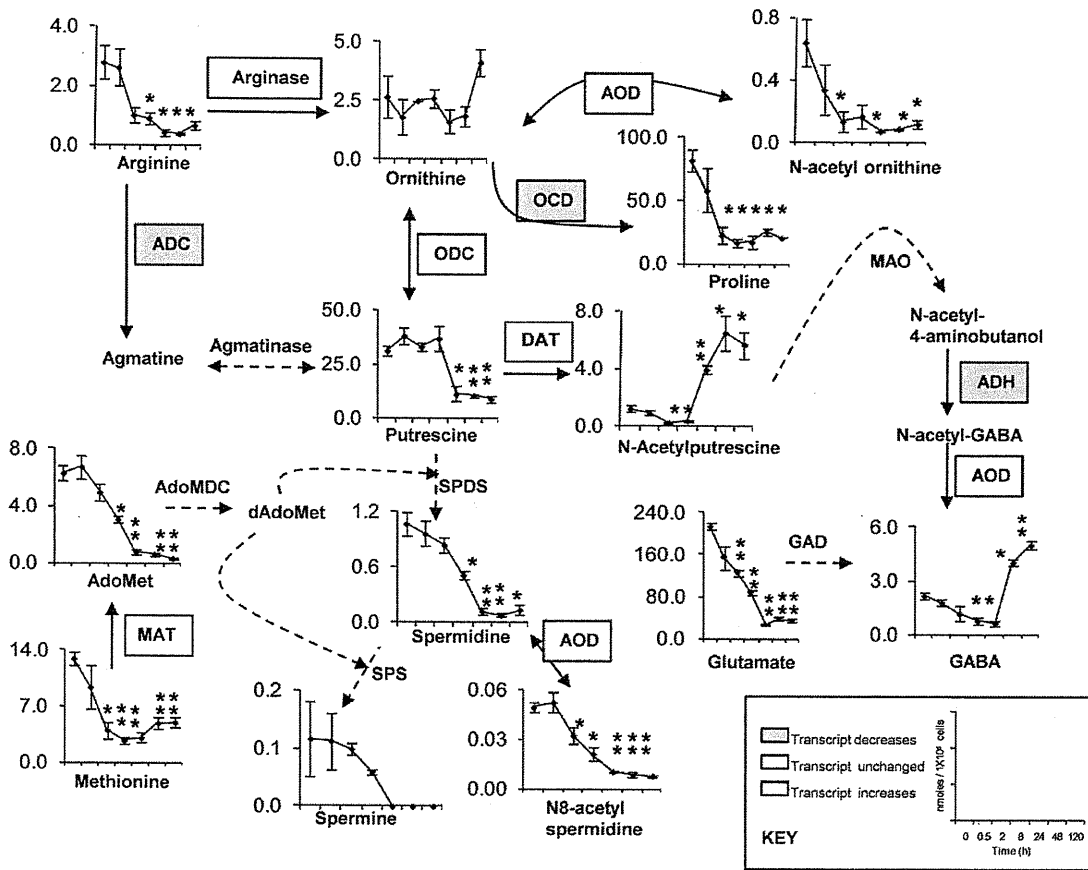 4.0
3.0
2.0
1.0
0.0
*
***
Arginine
Arginase
5.0
2.5
0.0
Ornithine
AOD
0.8
0.4
0.0
*
*
*
*
N-acetyl ornithine
ADC
ODC
OCD
100.0
50.0
0.0
*****
Proline
MAO
Agmatine
Agmatinase
50.0
25.0
0.0
**
**
**
Putrescine
DAT
8.0
4.0
0.0
**
**
*
*
N-Acetylputrescine
N-acetyl-
4-aminobutanol
ADH
N-acetyl-GABA
AOD
8.0
4.0
0.0
*
**
**
**
AdoMet
AdoMDC
dAdoMet
SPDS
1.2
0.6
0.0
*
**
**
*
Spermidine
240.0
160.0
80.0
0.0
**
**
**
**
**
Glutamate
GAD
6.0
3.0
0.0
**
*
**
GABA
MAT
14.0
7.0
0.0
*
**
**
**
**
Methionine
SPS
AOD
0.2
0.1
0.0
Spermine
0.06
0.03
0.00
*
*
***
***
N8-acetyl
spermidine
Transcript decreases
Transcript unchanged
Transcript increases
KEY
nmoles / 1X10⁶ cells
0 0.5 2 8 24 48 120
Time (h)